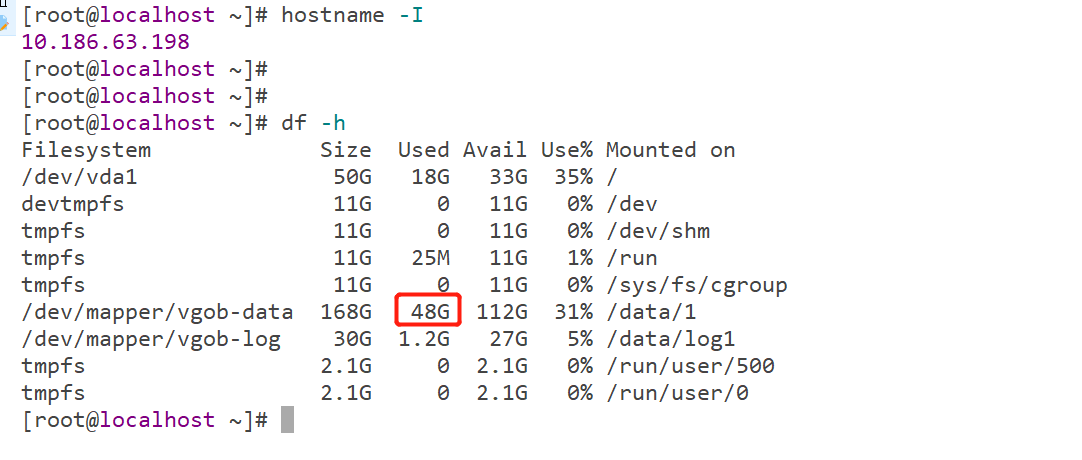 [root@localhost ~]# hostname -I
10.186.63.198
[root@localhost ~]#
[root@localhost ~]#
[root@localhost ~]# df -h
Filesystem              Size  Used Avail Use% Mounted on
/dev/vda1                50G   18G   33G  35% /
devtmpfs                 11G     0   11G   0% /dev
tmpfs                    11G     0   11G   0% /dev/shm
tmpfs                    11G   25M   11G   1% /run
tmpfs                    11G     0   11G   0% /sys/fs/cgroup
/dev/mapper/vgob-data   168G   48G  112G  31% /data/1
/dev/mapper/vgob-log     30G  1.2G   27G   5% /data/log1
tmpfs                   2.1G     0  2.1G   0% /run/user/500
tmpfs                   2.1G     0  2.1G   0% /run/user/0
[root@localhost ~]#